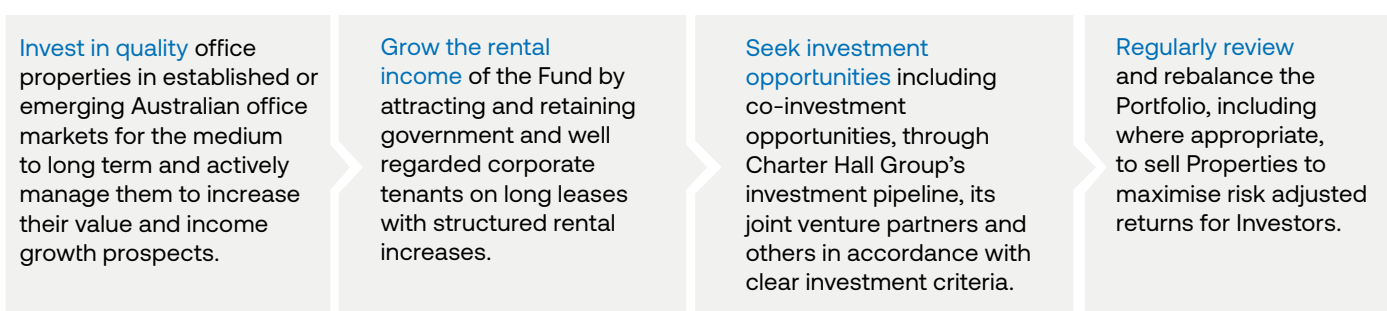 Invest in quality office
properties in established or
emerging Australian office
markets for the medium
to long term and actively
manage them to increase
their value and income
growth prospects.
Grow the rental
income of the Fund by
attracting and retaining
government and well
regarded corporate
tenants on long leases
with structured rental
increases.
Seek investment
opportunities including
co-investment
opportunities, through
Charter Hall Group’s
investment pipeline, its
joint venture partners and
others in accordance with
clear investment criteria.
Regularly review
and rebalance the
Portfolio, including
where appropriate,
to sell Properties to
maximise risk adjusted
returns for Investors.